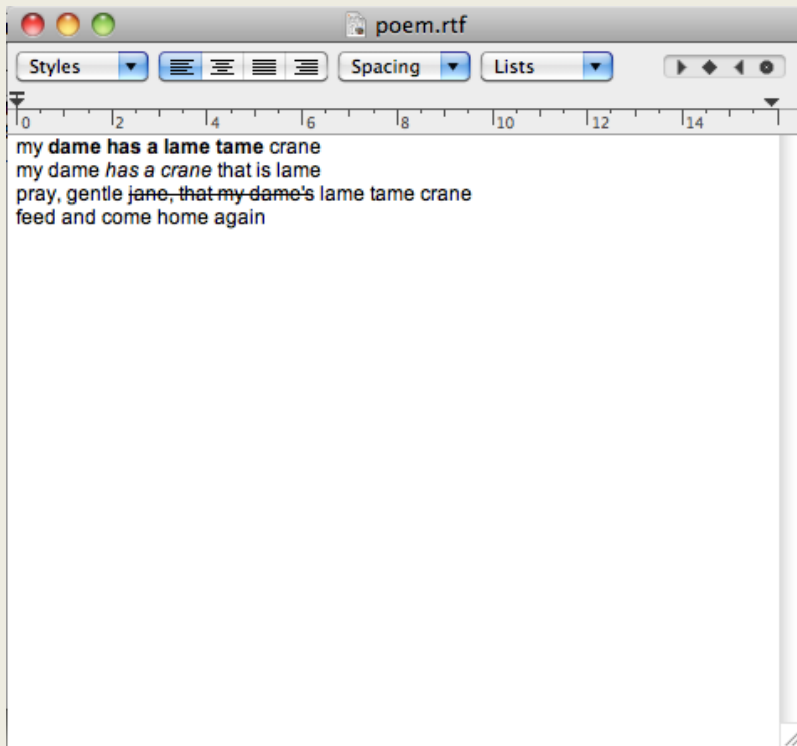 poem.rtf
Styles Spacing Lists
0 2 4 6 8 10 12 14
my dame has a lame tame crane
my dame has a crane that is lame
pray, gentle jane, that my dame's lame tame crane
feed and come home again